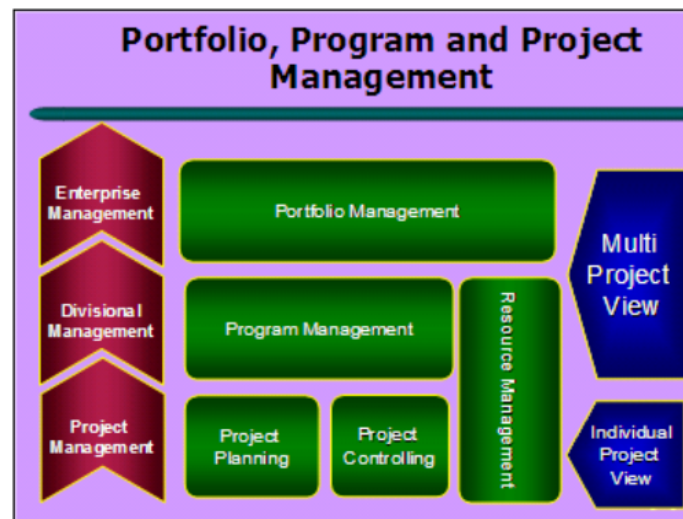 Portfolio, Program and Project
Management
Enterprise
Management
Portfolio Management
Multi
Project
View
Divisional
Management
Program Management
Resource Management
Project
Management
Project
Planning
Project
Controlling
Individual
Project
View